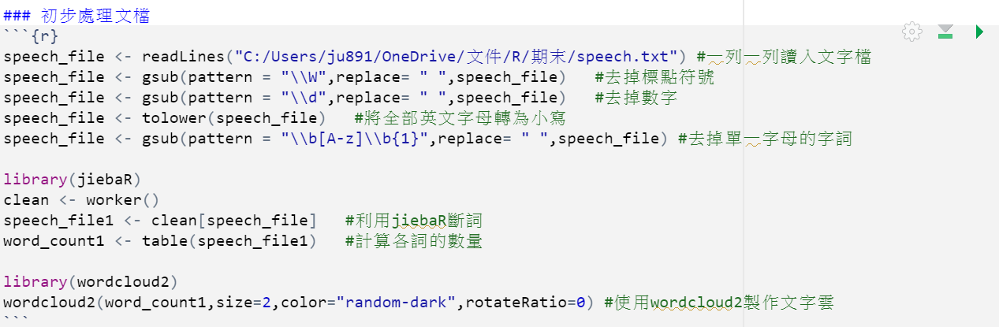 ### 初步處理文檔
```{r}
speech_file <- readLines("C:/Users/ju891/OneDrive/文件/R/期末/speech.txt") #一列一列讀入文字檔
speech_file <- gsub(pattern = "\\W",replace= " ",speech_file)   #去掉標點符號
speech_file <- gsub(pattern = "\\d",replace= " ",speech_file)   #去掉數字
speech_file <- tolower(speech_file)   #將全部英文字母轉為小寫
speech_file <- gsub(pattern = "\\b[A-z]\\b{1}",replace= " ",speech_file) #去掉單一字母的字詞
library(jiebaR)
clean <- worker()
speech_file1 <- clean[speech_file]   #利用jiebaR斷詞
word_count1 <- table(speech_file1)   #計算各詞的數量
library(wordcloud2)
wordcloud2(word_count1,size=2,color="random-dark",rotateRatio=0) #使用wordcloud2製作文字雲
```